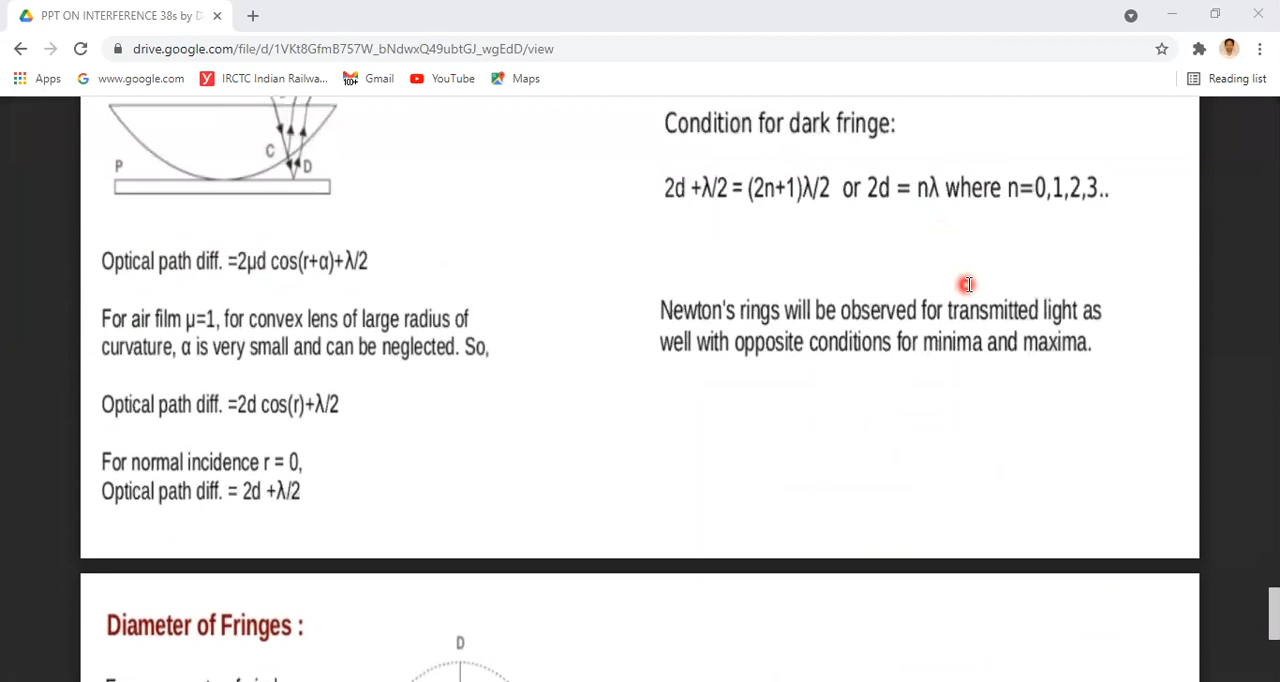 PPT ON INTERFERENCE 38s by D
drive.google.com/file/d/1VKt8GfmB757W_bNdwxQ49ubtGJ_wgEdD/view
Apps www.google.com IRCTC Indian Railwa... 100+ Gmail YouTube Maps Reading list
C
P D
Optical path diff. =2μd cos(r+α)+λ/2
For air film μ=1, for convex lens of large radius of
curvature, α is very small and can be neglected. So,
Optical path diff. =2d cos(r)+λ/2
For normal incidence r = 0,
Optical path diff. = 2d +λ/2
Condition for dark fringe:
2d +λ/2 = (2n+1)λ/2 or 2d = nλ where n=0,1,2,3..
Newton's rings will be observed for transmitted light as
well with opposite conditions for minima and maxima.
Diameter of Fringes :
D